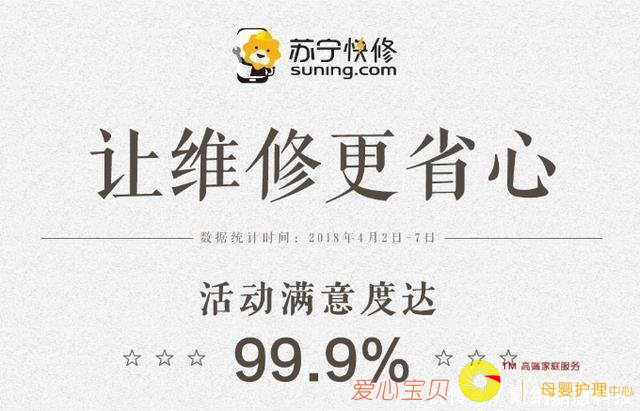 苏宁快修
suning.com
让维修更省心
数据统计时间：2018年4月2日-7日
活动满意度达
☆ ☆ ☆ 99.9% ☆ ☆ ☆
TM 高端家庭服务
爱心宝贝 | 母婴护理中心